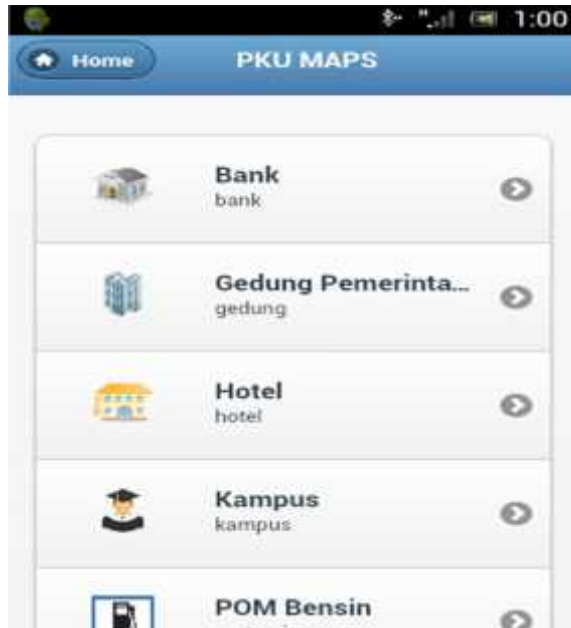 1:00
Home
PKU MAPS
Bank
bank
Gedung Pemerinta...
gedung
Hotel
hotel
Kampus
kampus
POM Bensin